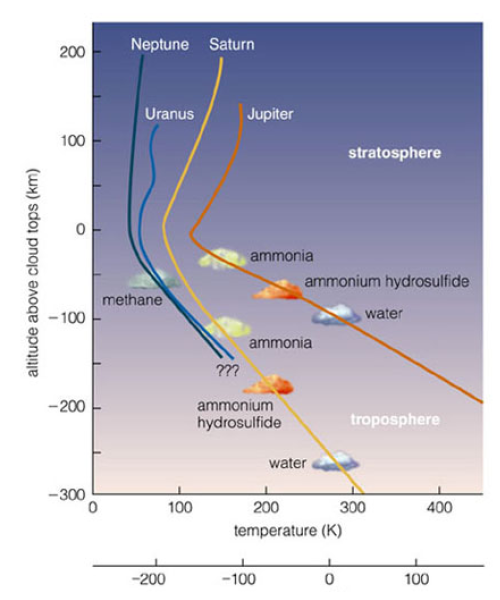 Neptune Saturn
200
Uranus
Jupiter
100
stratosphere
altitude above cloud tops (km)
0
ammonia
ammonium hydrosulfide
methane
water
−100
ammonia
???
−200
ammonium
hydrosulfide
troposphere
water
−300
0 100 200 300 400
temperature (K)
−200 −100 0 100